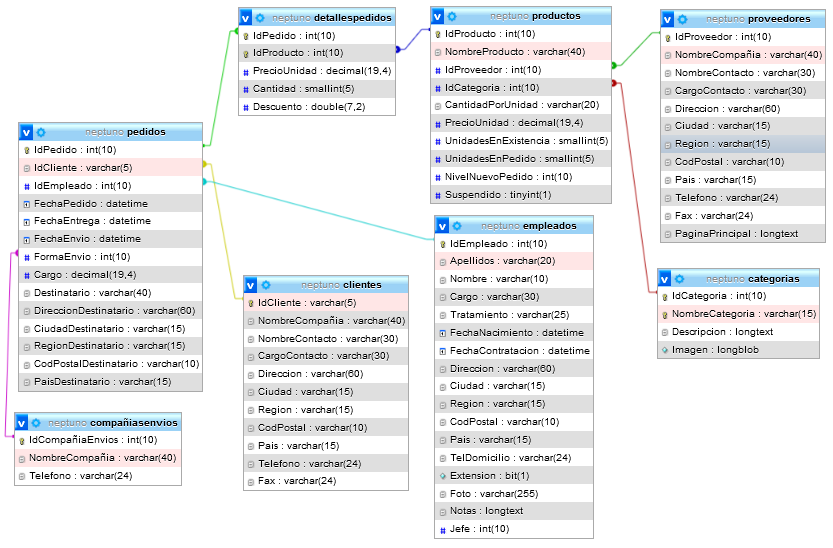 neptuno detallespedidos
IdPedido : int(10)
IdProducto : int(10)
PrecioUnidad : decimal(19,4)
Cantidad : smallint(5)
Descuento : double(7,2)
neptuno productos
IdProducto : int(10)
NombreProducto : varchar(40)
IdProveedor : int(10)
IdCategoria : int(10)
CantidadPorUnidad : varchar(20)
PrecioUnidad : decimal(19,4)
UnidadesEnExistencia : smallint(5)
UnidadesEnPedido : smallint(5)
NivelNuevoPedido : int(10)
Suspendido : tinyint(1)
neptuno proveedores
IdProveedor : int(10)
NombreCompañia : varchar(40)
NombreContacto : varchar(30)
CargoContacto : varchar(30)
Direccion : varchar(60)
Ciudad : varchar(15)
Region : varchar(15)
CodPostal : varchar(10)
Pais : varchar(15)
Telefono : varchar(24)
Fax : varchar(24)
PaginaPrincipal : longtext
neptuno pedidos
IdPedido : int(10)
IdCliente : varchar(5)
IdEmpleado : int(10)
FechaPedido : datetime
FechaEntrega : datetime
FechaEnvio : datetime
FormaEnvio : int(10)
Cargo : decimal(19,4)
Destinatario : varchar(40)
DireccionDestinatario : varchar(60)
CiudadDestinatario : varchar(15)
RegionDestinatario : varchar(15)
CodPostalDestinatario : varchar(10)
PaisDestinatario : varchar(15)
neptuno empleados
IdEmpleado : int(10)
Apellidos : varchar(20)
Nombre : varchar(10)
Cargo : varchar(30)
Tratamiento : varchar(25)
FechaNacimiento : datetime
FechaContratacion : datetime
Direccion : varchar(60)
Ciudad : varchar(15)
Region : varchar(15)
CodPostal : varchar(10)
Pais : varchar(15)
TelDomicilio : varchar(24)
Extension : bit(1)
Foto : varchar(255)
Notas : longtext
Jefe : int(10)
neptuno clientes
IdCliente : varchar(5)
NombreCompañia : varchar(40)
NombreContacto : varchar(30)
CargoContacto : varchar(30)
Direccion : varchar(60)
Ciudad : varchar(15)
Region : varchar(15)
CodPostal : varchar(10)
Pais : varchar(15)
Telefono : varchar(24)
Fax : varchar(24)
neptuno categorias
IdCategoria : int(10)
NombreCategoria : varchar(15)
Descripcion : longtext
Imagen : longblob
neptuno compañiasenvios
IdCompañiaEnvios : int(10)
NombreCompañia : varchar(40)
Telefono : varchar(24)